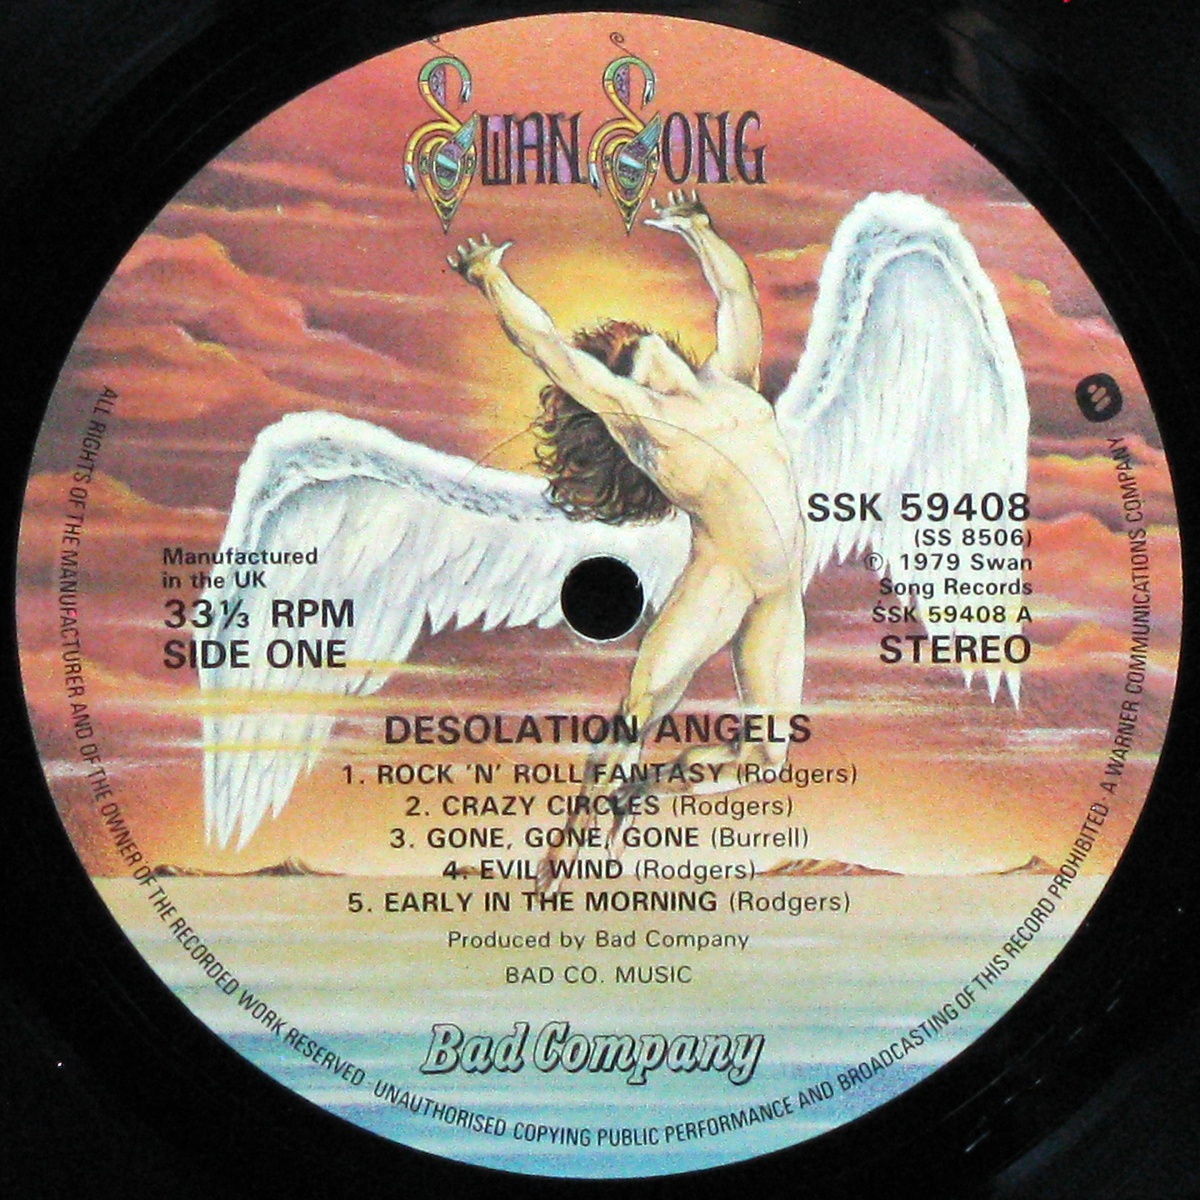 SWAN SONG
SSK 59408
(SS 8506)
℗ 1979 Swan
Song Records
SSK 59408 A
STEREO
Manufactured
in the UK
33⅓ RPM
SIDE ONE
DESOLATION ANGELS
1. ROCK 'N' ROLL FANTASY (Rodgers)
2. CRAZY CIRCLES (Rodgers)
3. GONE, GONE, GONE (Burrell)
4. EVIL WIND (Rodgers)
5. EARLY IN THE MORNING (Rodgers)
Produced by Bad Company
BAD CO. MUSIC
Bad Company
ALL RIGHTS OF THE MANUFACTURER AND OF THE OWNER OF THE RECORDED WORK RESERVED · UNAUTHORISED COPYING PUBLIC PERFORMANCE AND BROADCASTING OF THIS RECORD PROHIBITED · A WARNER COMMUNICATIONS COMPANY